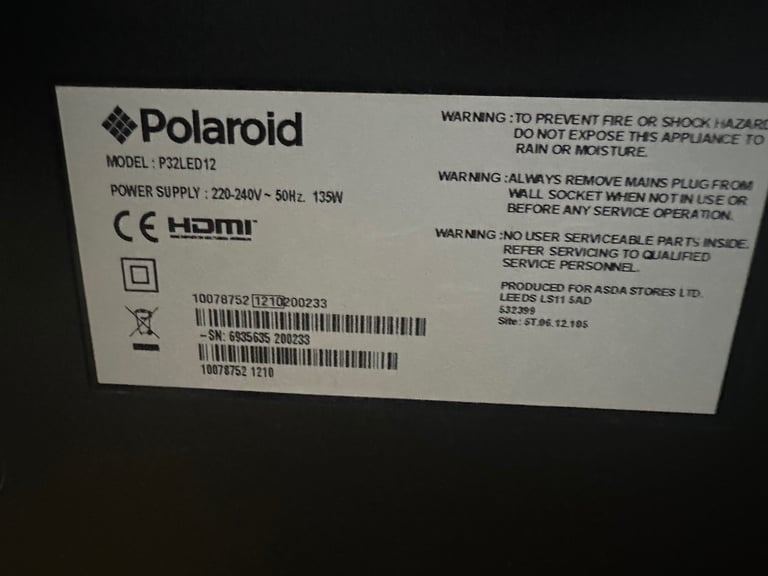 Polaroid
MODEL : P32LED12
POWER SUPPLY : 220-240V ~ 50Hz. 135W
CE HDMI
10078752 1210 200233
-SN: 6935635 200233
10078752 1210
WARNING :TO PREVENT FIRE OR SHOCK HAZARD
DO NOT EXPOSE THIS APPLIANCE TO
RAIN OR MOISTURE.
WARNING :ALWAYS REMOVE MAINS PLUG FROM
WALL SOCKET WHEN NOT IN USE OR
BEFORE ANY SERVICE OPERATION.
WARNING :NO USER SERVICEABLE PARTS INSIDE.
REFER SERVICING TO QUALIFIED
SERVICE PERSONNEL.
PRODUCED FOR ASDA STORES LTD.
LEEDS LS11 5AD
532399
Site: ST.06.12.105